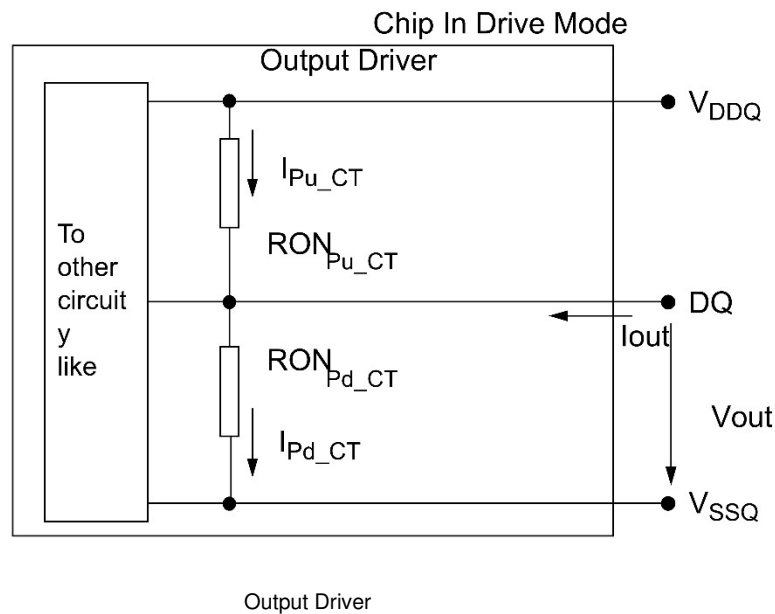 Chip In Drive Mode
Output Driver
VDDQ
IPu_CT
To
other
circuit
y
like
RONPu_CT
DQ
Iout
RONPd_CT
Vout
IPd_CT
VSSQ
Output Driver